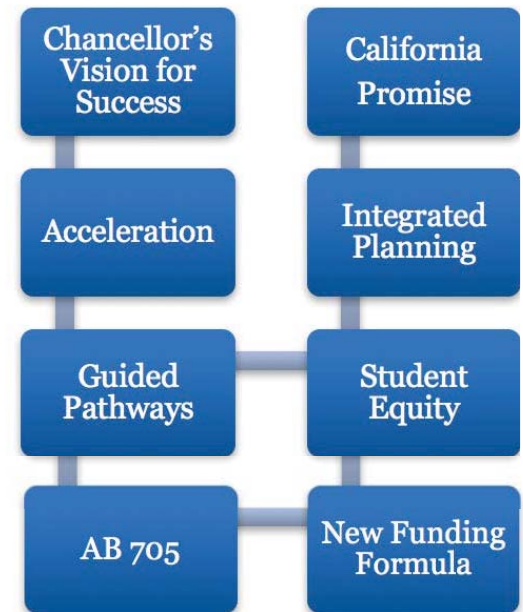 Chancellor's
Vision for
Success
California
Promise
Acceleration
Integrated
Planning
Guided
Pathways
Student
Equity
AB 705
New Funding
Formula